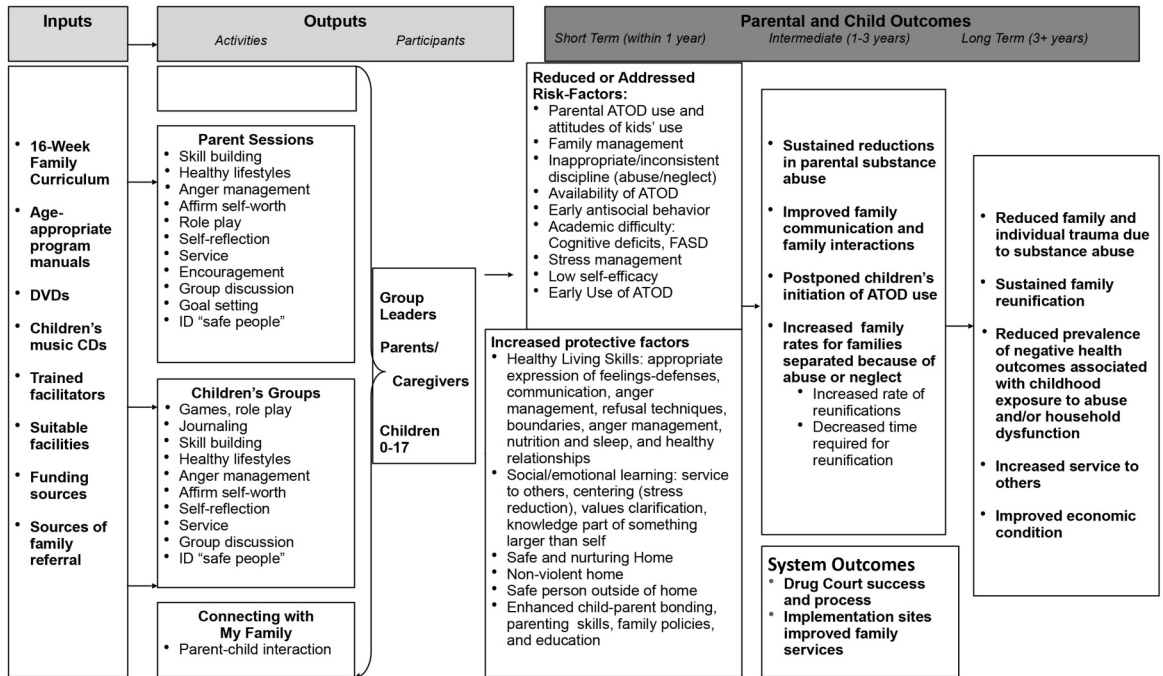 Inputs
Outputs
Activities
Participants
Parental and Child Outcomes
Short Term (within 1 year)
Intermediate (1-3 years)
Long Term (3+ years)
• 16-Week
Family
Curriculum
• Age-
appropriate
program
manuals
• DVDs
• Children's
music CDs
• Trained
facilitators
• Suitable
facilities
• Funding
sources
• Sources of
family
referral
Parent Sessions
• Skill building
• Healthy lifestyles
• Anger management
• Affirm self-worth
• Role play
• Self-reflection
• Service
• Encouragement
• Group discussion
• Goal setting
• ID “safe people”
Children's Groups
• Games, role play
• Journaling
• Skill building
• Healthy lifestyles
• Anger management
• Affirm self-worth
• Self-reflection
• Service
• Group discussion
• ID “safe people”
Connecting with
My Family
• Parent-child interaction
Group
Leaders
Parents/
Caregivers
Children
0-17
Reduced or Addressed
Risk-Factors:
• Parental ATOD use and
attitudes of kids' use
• Family management
• Inappropriate/inconsistent
discipline (abuse/neglect)
• Availability of ATOD
• Early antisocial behavior
• Academic difficulty:
Cognitive deficits, FASD
• Stress management
• Low self-efficacy
• Early Use of ATOD
Increased protective factors
• Healthy Living Skills: appropriate
expression of feelings-defenses,
communication, anger
management, refusal techniques,
boundaries, anger management,
nutrition and sleep, and healthy
relationships
• Social/emotional learning: service
to others, centering (stress
reduction), values clarification,
knowledge part of something
larger than self
• Safe and nurturing Home
• Non-violent home
• Safe person outside of home
• Enhanced child-parent bonding,
parenting skills, family policies,
and education
• Sustained reductions
in parental substance
abuse
• Improved family
communication and
family interactions
• Postponed children's
initiation of ATOD use
• Increased family
rates for families
separated because of
abuse or neglect
• Increased rate of
reunifications
• Decreased time
required for
reunification
System Outcomes
• Drug Court success
and process
• Implementation sites
improved family
services
• Reduced family and
individual trauma due
to substance abuse
• Sustained family
reunification
• Reduced prevalence
of negative health
outcomes associated
with childhood
exposure to abuse
and/or household
dysfunction
• Increased service to
others
• Improved economic
condition